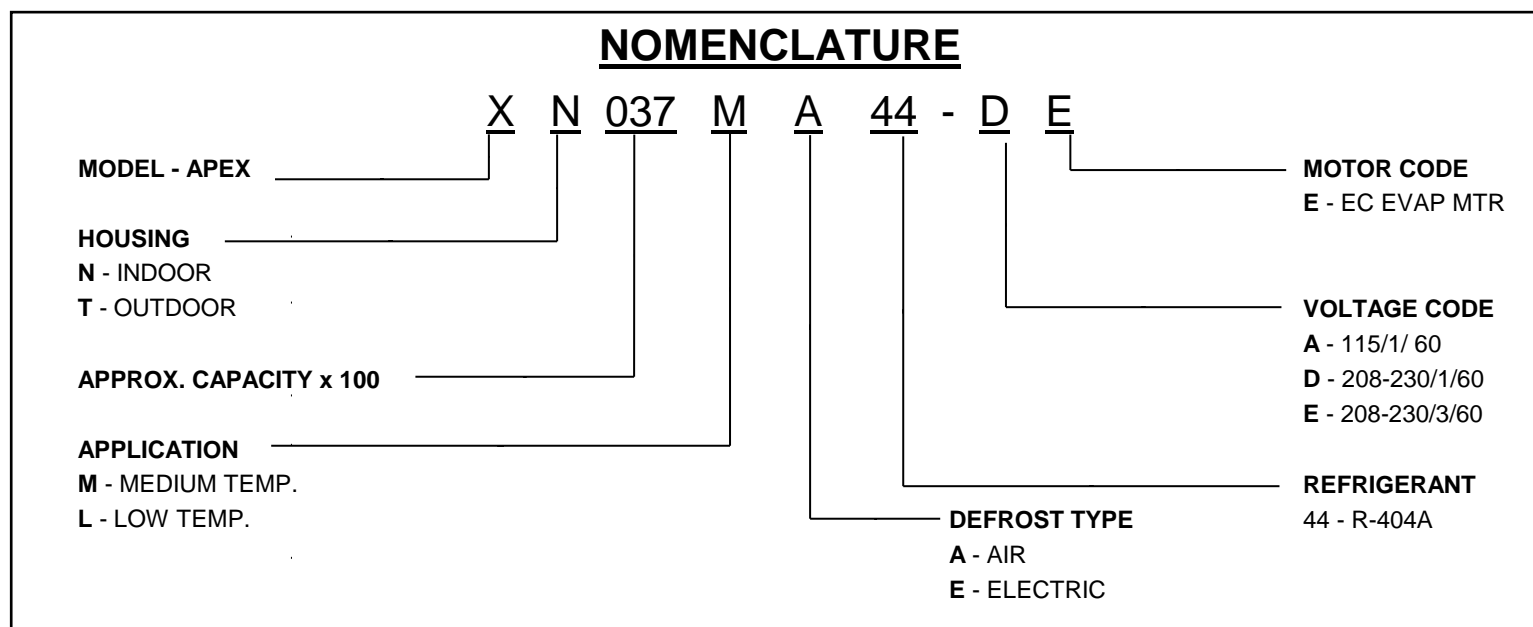 NOMENCLATURE
X N 037 M A 44 - D E
MODEL - APEX
HOUSING
N - INDOOR
T - OUTDOOR
APPROX. CAPACITY x 100
APPLICATION
M - MEDIUM TEMP.
L - LOW TEMP.
DEFROST TYPE
A - AIR
E - ELECTRIC
MOTOR CODE
E - EC EVAP MTR
VOLTAGE CODE
A - 115/1/ 60
D - 208-230/1/60
E - 208-230/3/60
REFRIGERANT
44 - R-404A